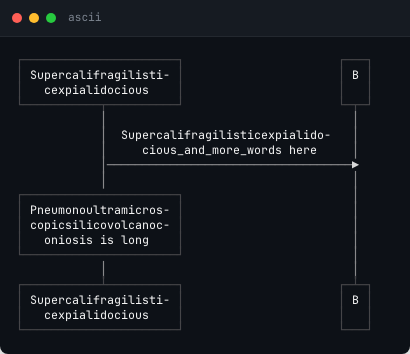 ascii
Supercalifragilisti-
cexpialidocious
B
Supercalifragilisticexpialido-
cious_and_more_words here
Pneumonoultramicros-
copicsilicovolcanoc-
oniosis is long
Supercalifragilisti-
cexpialidocious
B